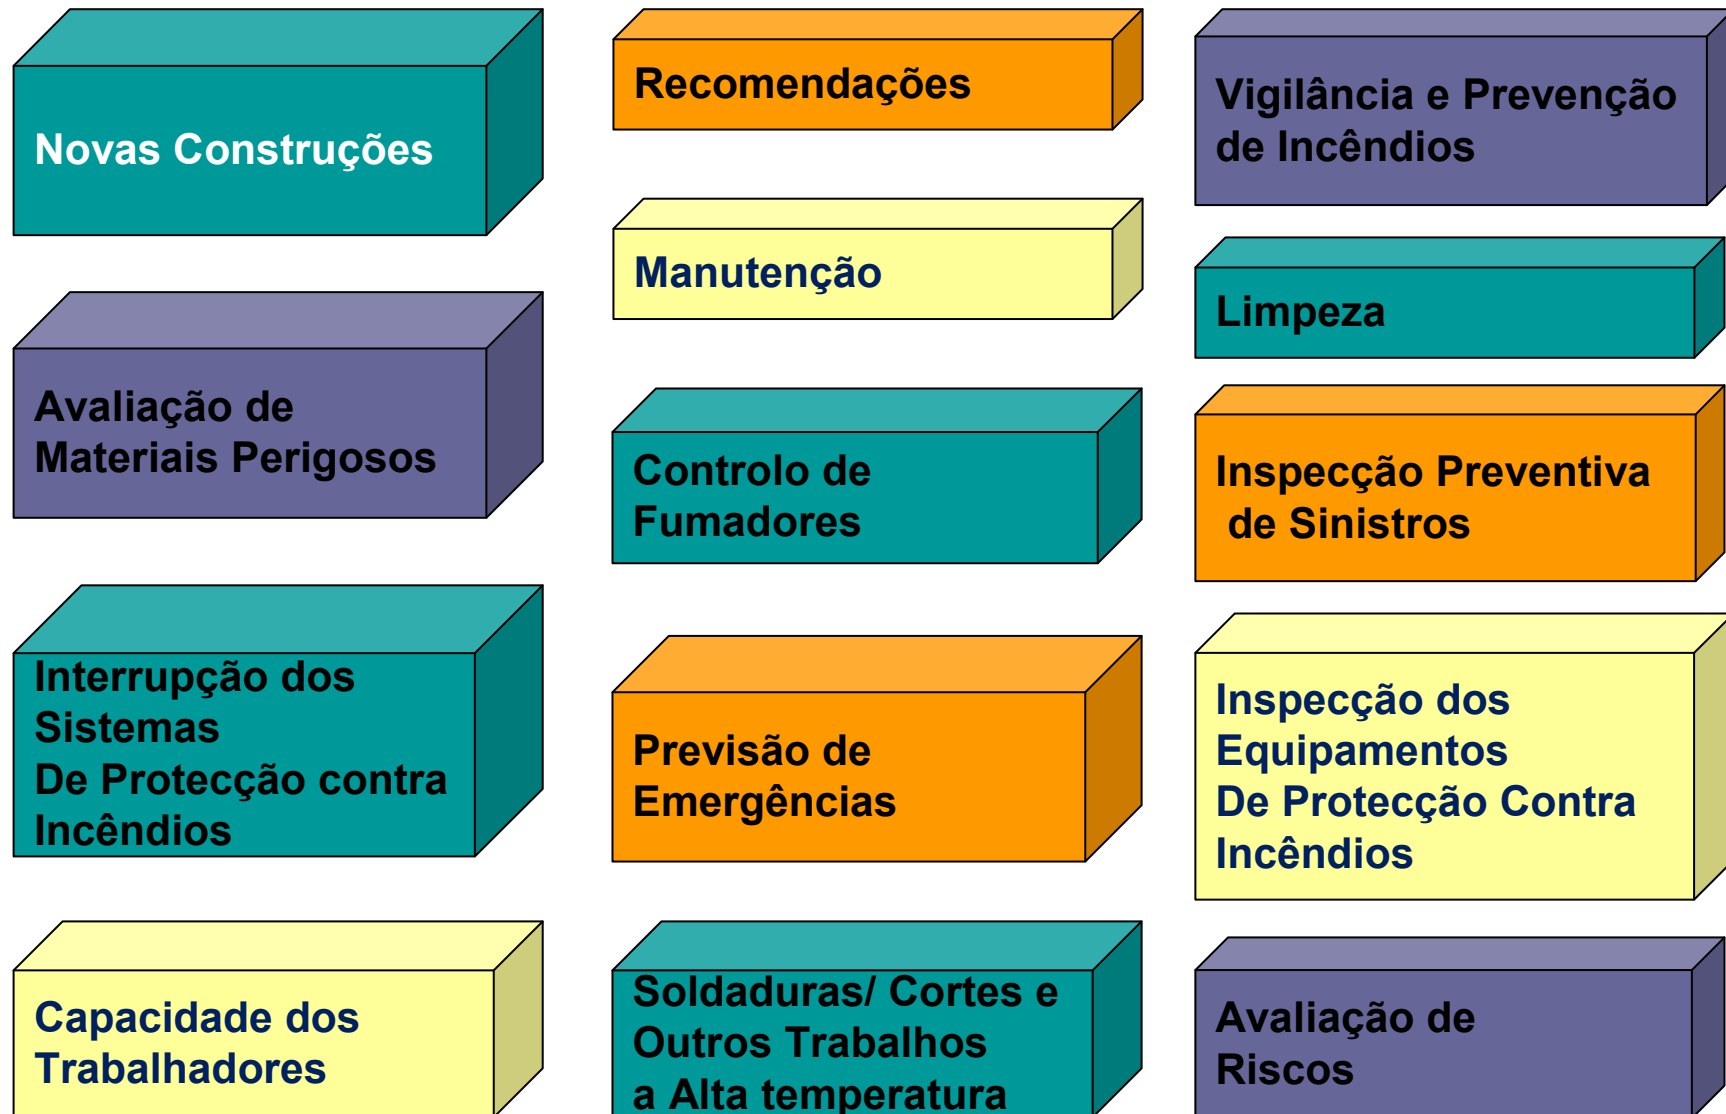 Novas Construções
Avaliação de
Materiais Perigosos
Interrupção dos
Sistemas
De Protecção contra
Incêndios
Capacidade dos
Trabalhadores
Recomendações
Manutenção
Controlo de
Fumadores
Previsão de
Emergências
Soldaduras/ Cortes e
Outros Trabalhos
a Alta temperatura
Vigilância e Prevenção
de Incêndios
Limpeza
Inspecção Preventiva
de Sinistros
Inspecção dos
Equipamentos
De Protecção Contra
Incêndios
Avaliação de
Riscos